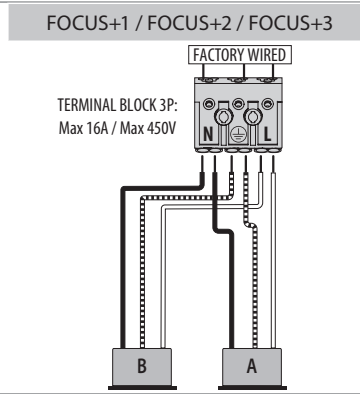 FOCUS+1 / FOCUS+2 / FOCUS+3
FACTORY WIRED
TERMINAL BLOCK 3P:
Max 16A / Max 450V
N L
B A